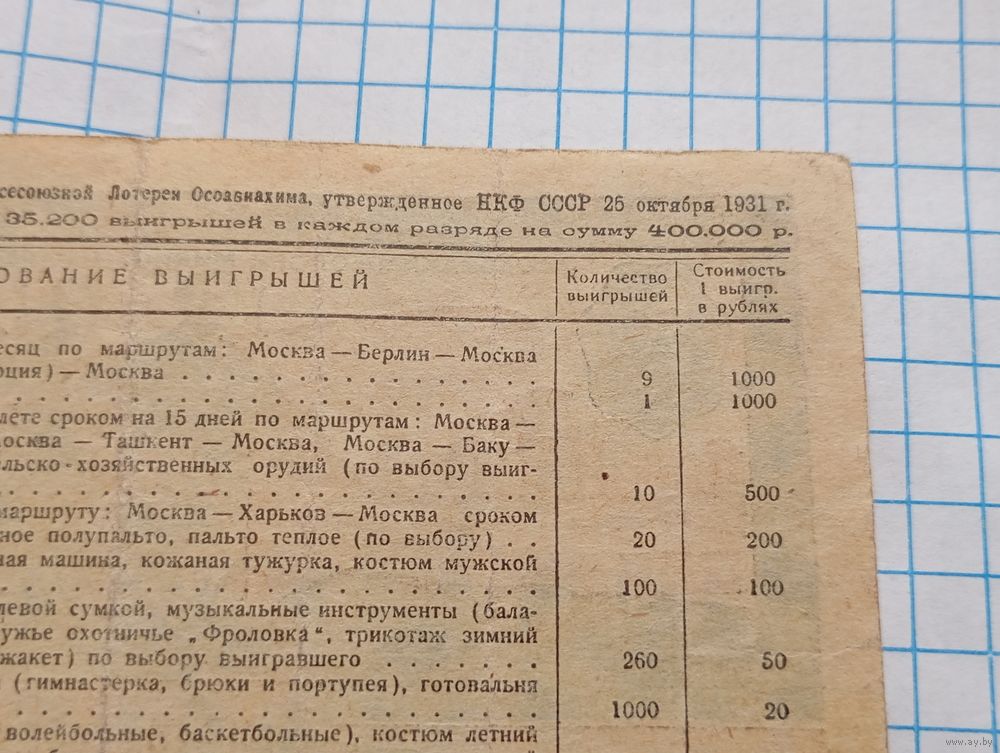 Лотереи Осоавиахима, утвержденное НКФ СССР 25 октября 1931 г.
35.200 выигрышей в каждом разряде на сумму 400.000 р.
ОВАНИЕ ВЫИГРЫШЕЙ
Количество выигрышей
Стоимость 1 выигр. в рублях
есяц по маршрутам: Москва — Берлин — Москва
ция) — Москва . . . . . . . . . . . . . . 9 1000
. . . . . . . . . . . . . . . . . . . . 1 1000
лете сроком на 15 дней по маршрутам: Москва —
осква — Ташкент — Москва, Москва — Баку —
льско-хозяйственных орудий (по выбору выиг-
. . . . . . . . . . . . . . . . . . . . 10 500
маршруту: Москва — Харьков — Москва сроком
ное полупальто, пальто теплое (по выбору) . . 20 200
ная машина, кожаная тужурка, костюм мужской
. . . . . . . . . . . . . . . . . . . . 100 100
левой сумкой, музыкальные инструменты (бала-
ужье охотничье „Фроловка“, трикотаж зимний
жакет) по выбору выигравшего . . . . . . . 260 50
(гимнастерка, брюки и портупея), готовальня
. . . . . . . . . . . . . . . . . . . . 1000 20
волейбольные, баскетбольные), костюм летний
www.ay.by